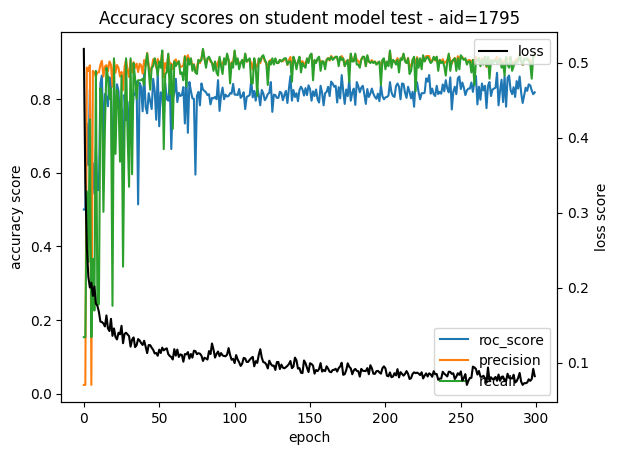 Accuracy scores on student model test - aid=1795
accuracy score
0.8
0.6
0.4
0.2
0.0
0
50
100
150
200
250
300
epoch
0.5
0.4
0.3
0.2
0.1
loss score
loss
roc_score
precision
recall